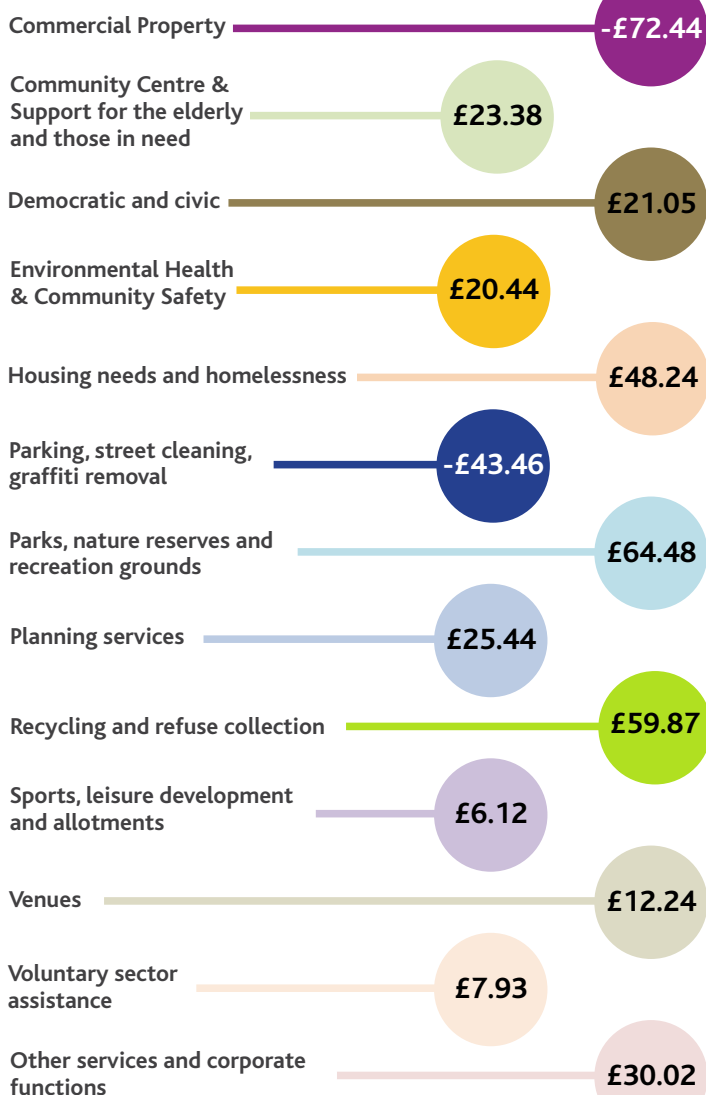 Commercial Property
-£72.44
Community Centre &
Support for the elderly
and those in need
£23.38
Democratic and civic
£21.05
Environmental Health
& Community Safety
£20.44
Housing needs and homelessness
£48.24
Parking, street cleaning,
graffiti removal
-£43.46
Parks, nature reserves and
recreation grounds
£64.48
Planning services
£25.44
Recycling and refuse collection
£59.87
Sports, leisure development
and allotments
£6.12
Venues
£12.24
Voluntary sector
assistance
£7.93
Other services and corporate
functions
£30.02